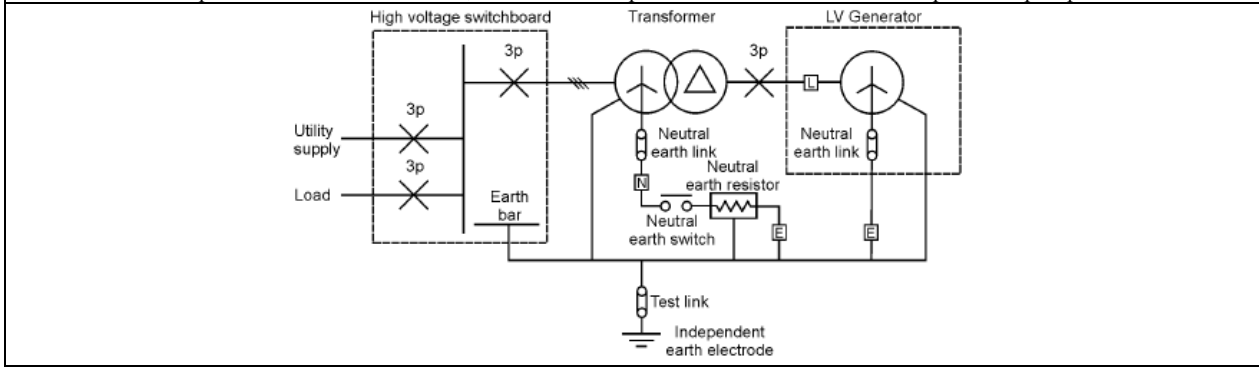 High voltage switchboard
Transformer
LV Generator
3p
3p
3p
L
Utility
supply
3p
Load
Neutral
earth link
Neutral
earth link
Neutral
earth resistor
N
Earth
bar
Neutral
earth switch
E
E
Test link
Independent
earth electrode